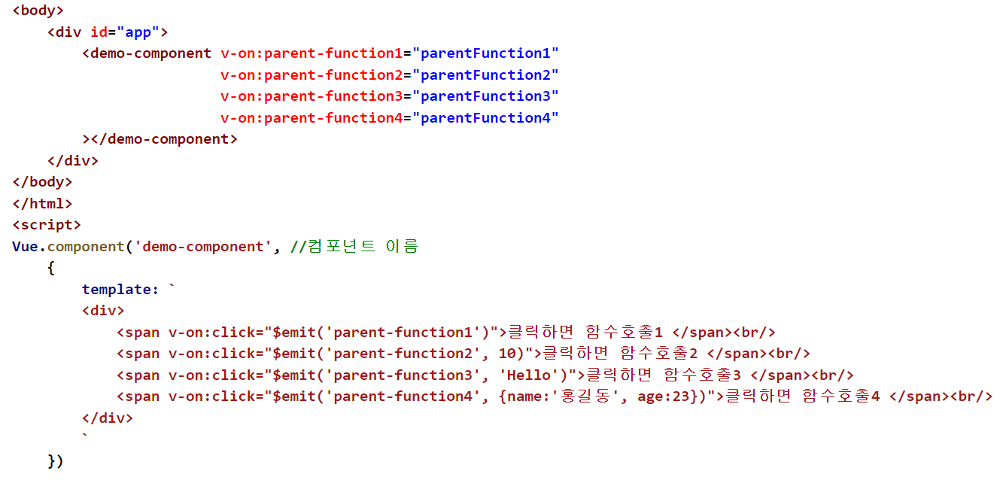 <body>
    <div id="app">
        <demo-component v-on:parent-function1="parentFunction1"
                        v-on:parent-function2="parentFunction2"
                        v-on:parent-function3="parentFunction3"
                        v-on:parent-function4="parentFunction4"
        ></demo-component>
    </div>
</body>
</html>
<script>
Vue.component('demo-component', //컴포넌트 이름
    {
        template: `
        <div>
            <span v-on:click="$emit('parent-function1')">클릭하면 함수호출1 </span><br/>
            <span v-on:click="$emit('parent-function2', 10)">클릭하면 함수호출2 </span><br/>
            <span v-on:click="$emit('parent-function3', 'Hello')">클릭하면 함수호출3 </span><br/>
            <span v-on:click="$emit('parent-function4', {name:'홍길동', age:23})">클릭하면 함수호출4 </span><br/>
        </div>
        `
    })